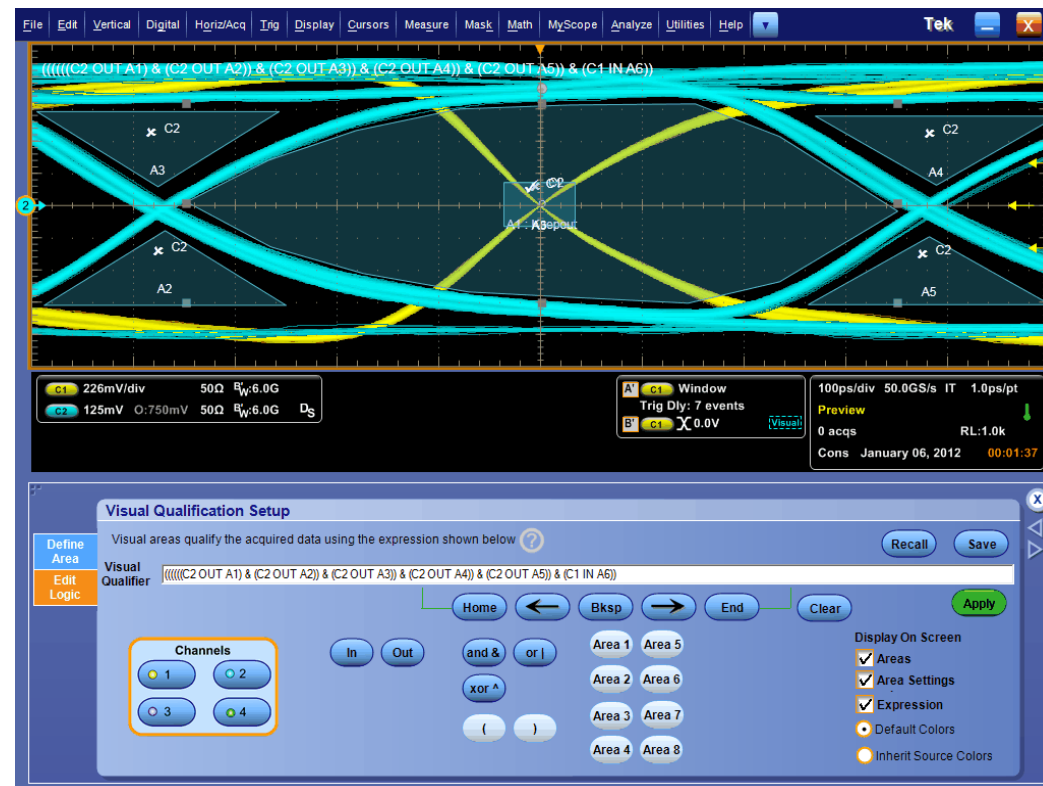 File Edit Vertical Digital Horiz/Acq Trig Display Cursors Measure Mask Math MyScope Analyze Utilities Help Tek X
((((((C2 OUT A1) & (C2 OUT A2)) & (C2 OUT A3)) & (C2 OUT A4)) & (C2 OUT A5)) & (C1 IN A6))
C2 C2
A3 A4
C2
2
A1 : Keepout
C2 C2
A2 A5
C1 226mV/div 50Ω BW:6.0G
C2 125mV O:750mV 50Ω BW:6.0G DS
A' C1 Window
Trig Dly: 7 events
B' C1 0.0V Visual
100ps/div 50.0GS/s IT 1.0ps/pt
Preview
0 acqs RL:1.0k
Cons January 06, 2012 00:01:37
X
Visual Qualification Setup
Define Area
Edit Logic
Visual areas qualify the acquired data using the expression shown below ?
Recall Save
Visual Qualifier
((((((C2 OUT A1) & (C2 OUT A2)) & (C2 OUT A3)) & (C2 OUT A4)) & (C2 OUT A5)) & (C1 IN A6))
Home ← Bksp → End Clear Apply
Channels
1 2
3 4
In Out
and & or |
xor ^
( )
Area 1 Area 5
Area 2 Area 6
Area 3 Area 7
Area 4 Area 8
Display On Screen
Areas
Area Settings
Expression
Default Colors
Inherit Source Colors